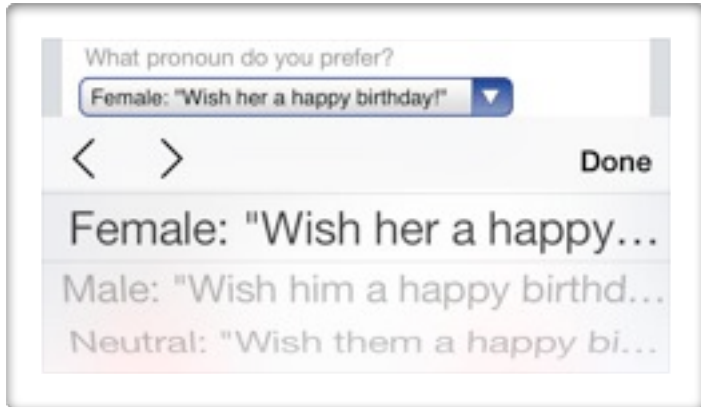 What pronoun do you prefer?
Female: "Wish her a happy birthday!"
Done
Female: "Wish her a happy...
Male: "Wish him a happy birthd...
Neutral: "Wish them a happy bi...